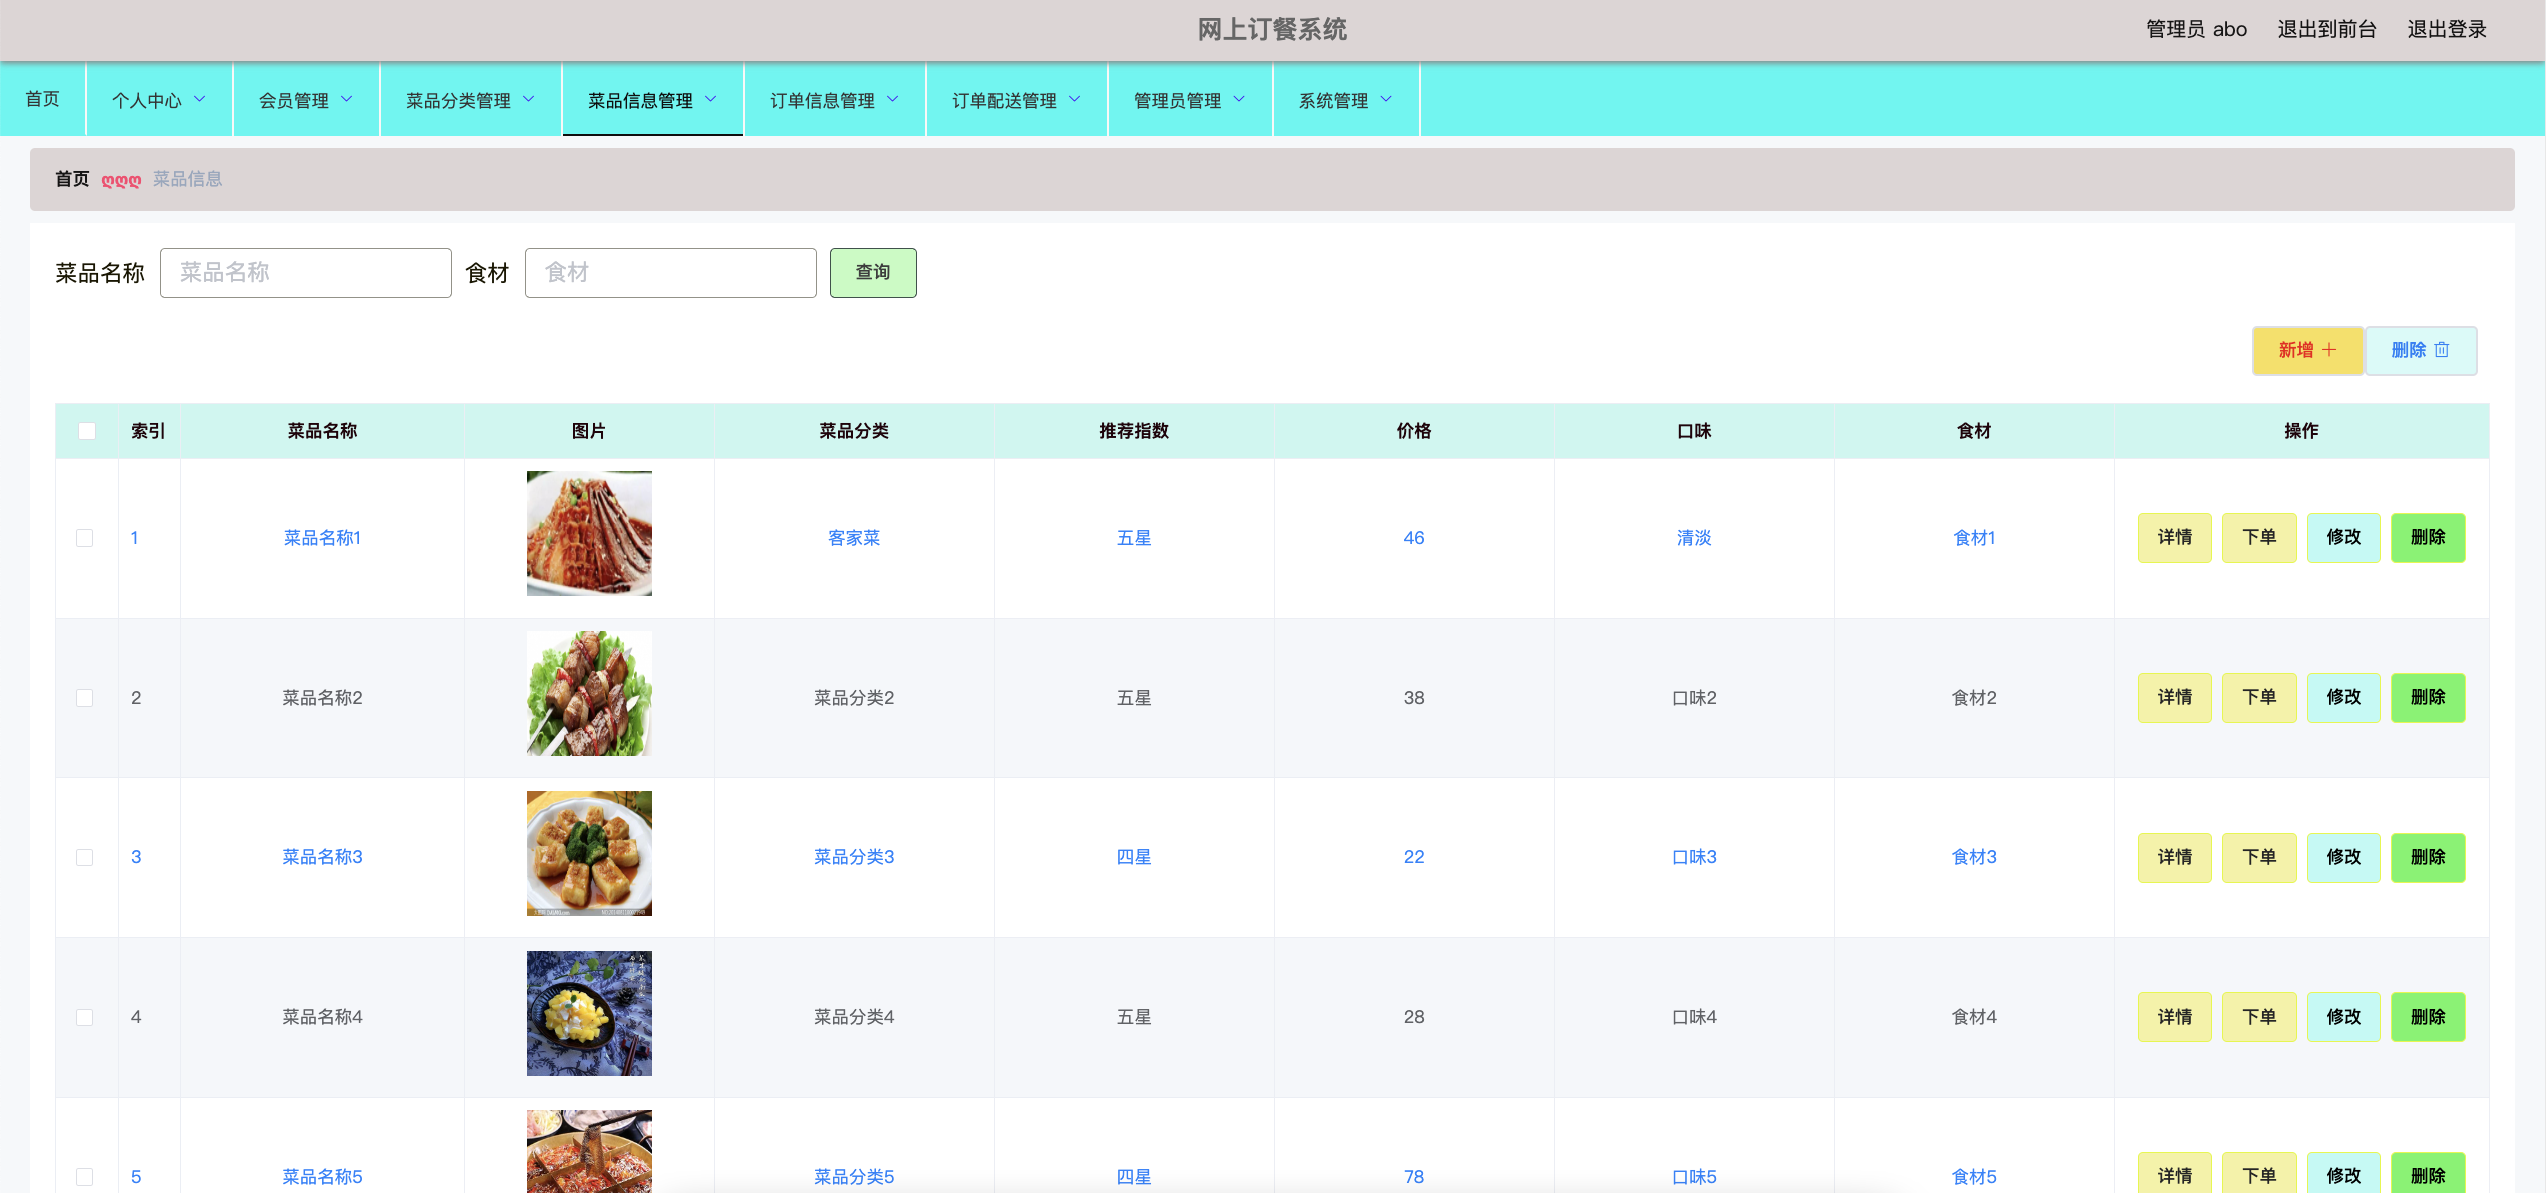 网上订餐系统
管理员 abo 退出到前台 退出登录
首页 个人中心 会员管理 菜品分类管理 菜品信息管理 订单信息管理 订单配送管理 管理员管理 系统管理
首页 ღღღ 菜品信息
菜品名称 菜品名称 食材 食材 查询
新增 删除
索引 菜品名称 图片 菜品分类 推荐指数 价格 口味 食材 操作
1 菜品名称1 客家菜 五星 46 清淡 食材1 详情 下单 修改 删除
2 菜品名称2 菜品分类2 五星 38 口味2 食材2 详情 下单 修改 删除
3 菜品名称3 菜品分类3 四星 22 口味3 食材3 详情 下单 修改 删除
4 菜品名称4 菜品分类4 五星 28 口味4 食材4 详情 下单 修改 删除
5 菜品名称5 菜品分类5 四星 78 口味5 食材5 详情 下单 修改 删除